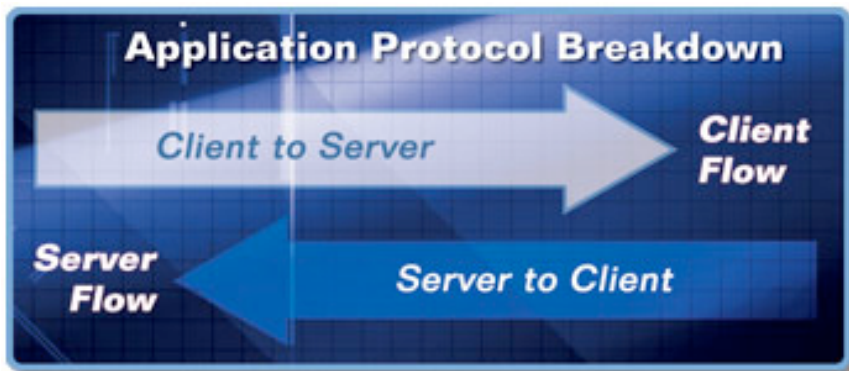 Application Protocol Breakdown
Client to Server
Client
Flow
Server
Flow
Server to Client